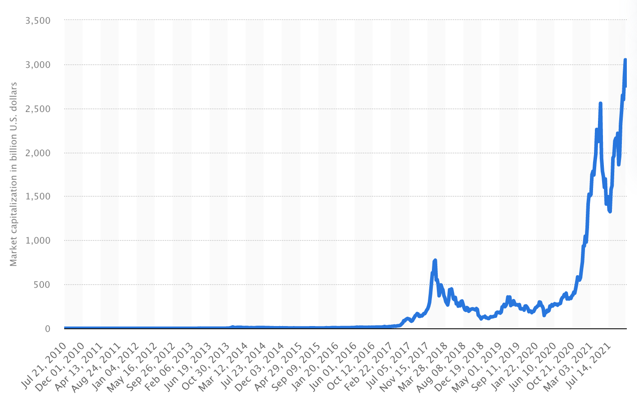 3,500
3,000
2,500
2,000
1,500
1,000
500
0
Market capitalization in billion U.S. dollars
Jul 21, 2010
Dec 01, 2010
Apr 13, 2011
Aug 24, 2011
Jan 04, 2012
May 16, 2012
Sep 26, 2012
Feb 06, 2013
Jun 19, 2013
Oct 30, 2013
Mar 12, 2014
Jul 23, 2014
Dec 03, 2014
Apr 29, 2015
Sep 09, 2015
Jan 20, 2016
Jun 01, 2016
Oct 12, 2016
Feb 22, 2017
Jul 05, 2017
Nov 15, 2017
Mar 28, 2018
Aug 08, 2018
Dec 19, 2018
May 01, 2019
Sep 11, 2019
Jan 22, 2020
Jun 10, 2020
Oct 21, 2020
Mar 03, 2021
Jul 14, 2021